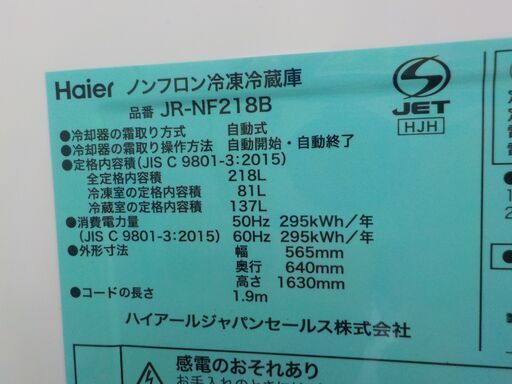 Haier ノンフロン冷凍冷蔵庫
品番 JR-NF218B
S
JET
HJH
●冷却器の霜取り方式 自動式
●冷却器の霜取り操作方法 自動開始・自動終了
●定格内容積(JIS C 9801-3:2015)
全定格内容積 218L
冷凍室の定格内容積 81L
冷蔵室の定格内容積 137L
●消費電力量 50Hz 295kWh/年
(JIS C 9801-3:2015) 60Hz 295kWh/年
●外形寸法 幅 565mm
奥行 640mm
高さ 1630mm
●コードの長さ 1.9m
ハイアールジャパンセールス株式会社
感電のおそれあり